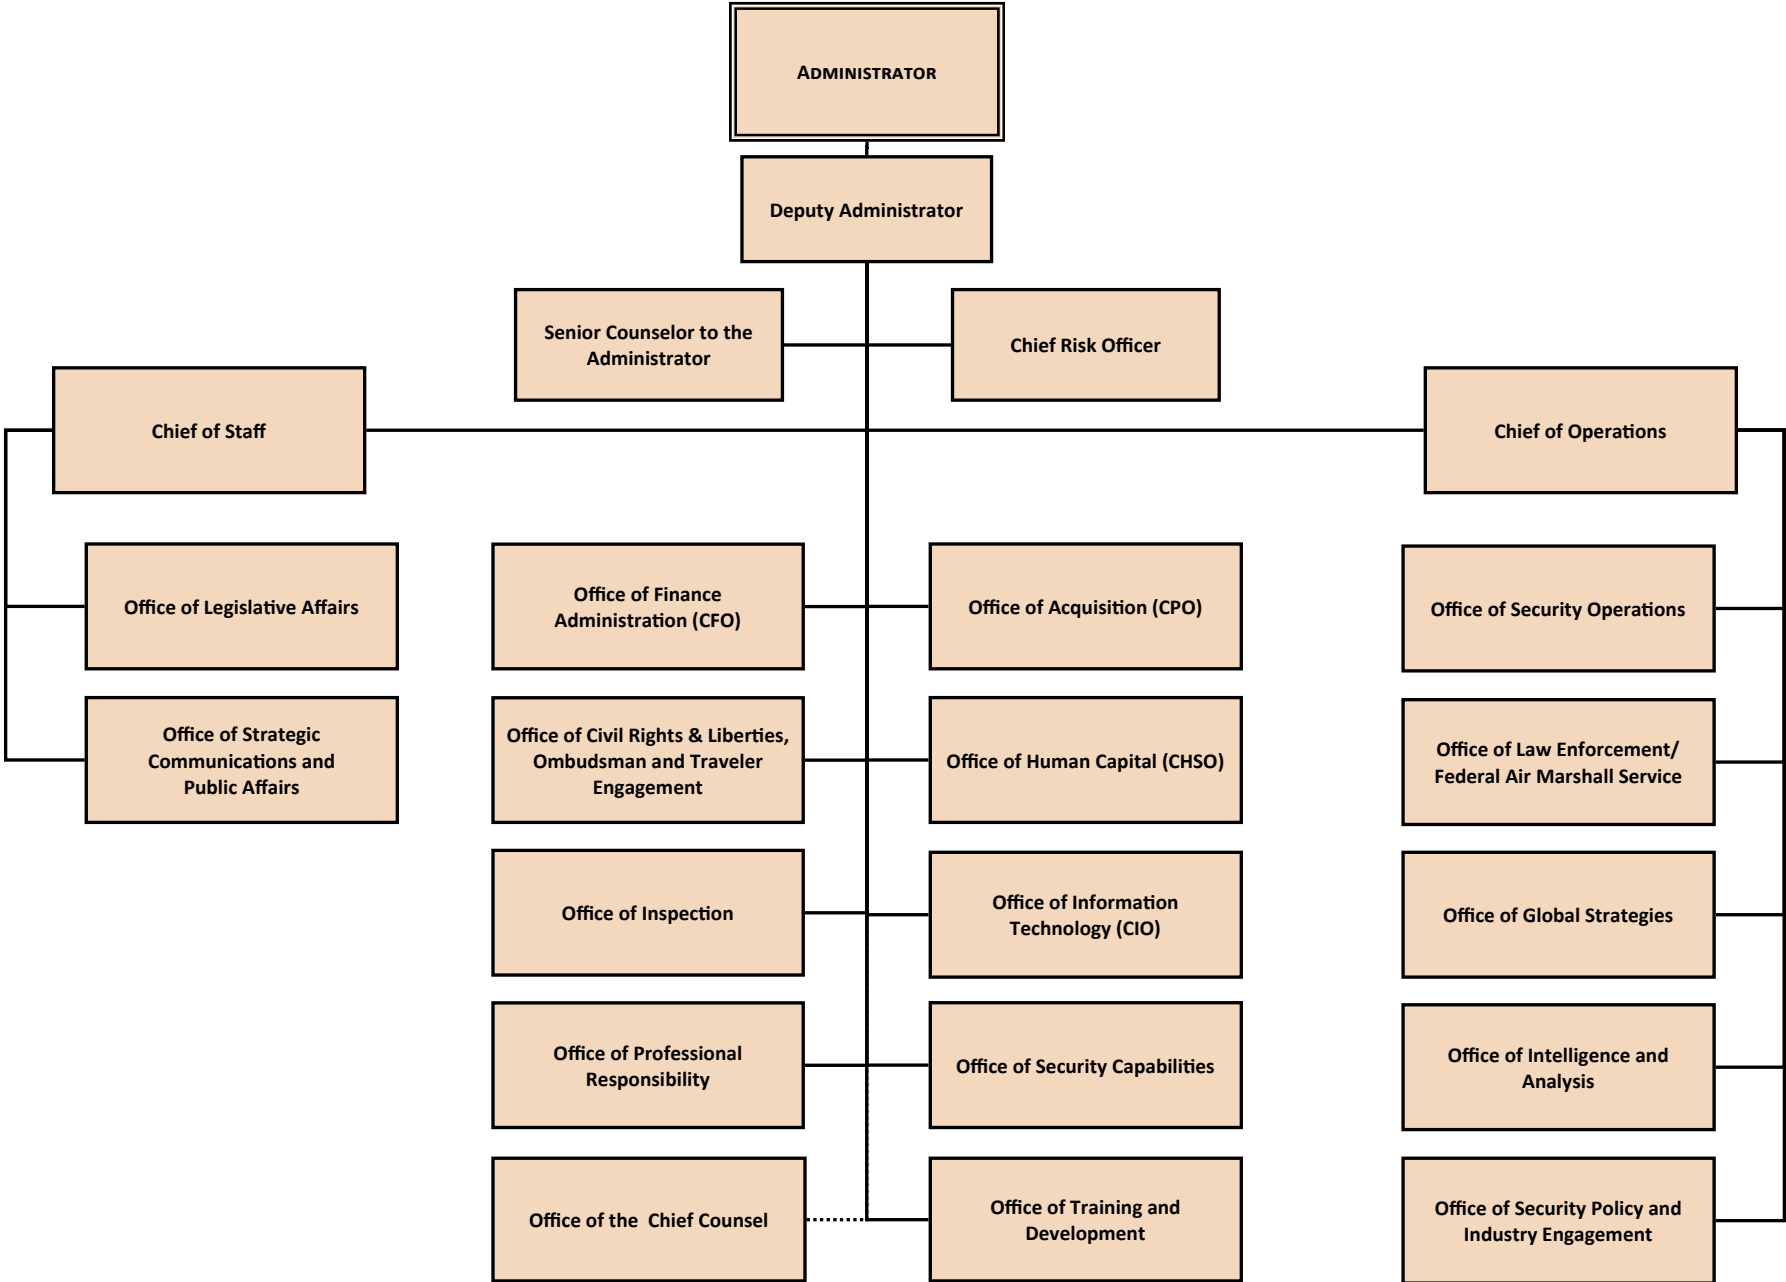 ADMINISTRATOR
Deputy Administrator
Senior Counselor to the
Administrator
Chief Risk Officer
Chief of Staff
Chief of Operations
Office of Legislative Affairs
Office of Finance
Administration (CFO)
Office of Acquisition (CPO)
Office of Security Operations
Office of Strategic
Communications and
Public Affairs
Office of Civil Rights & Liberties,
Ombudsman and Traveler
Engagement
Office of Human Capital (CHSO)
Office of Law Enforcement/
Federal Air Marshall Service
Office of Inspection
Office of Information
Technology (CIO)
Office of Global Strategies
Office of Professional
Responsibility
Office of Security Capabilities
Office of Intelligence and
Analysis
Office of the Chief Counsel
Office of Training and
Development
Office of Security Policy and
Industry Engagement